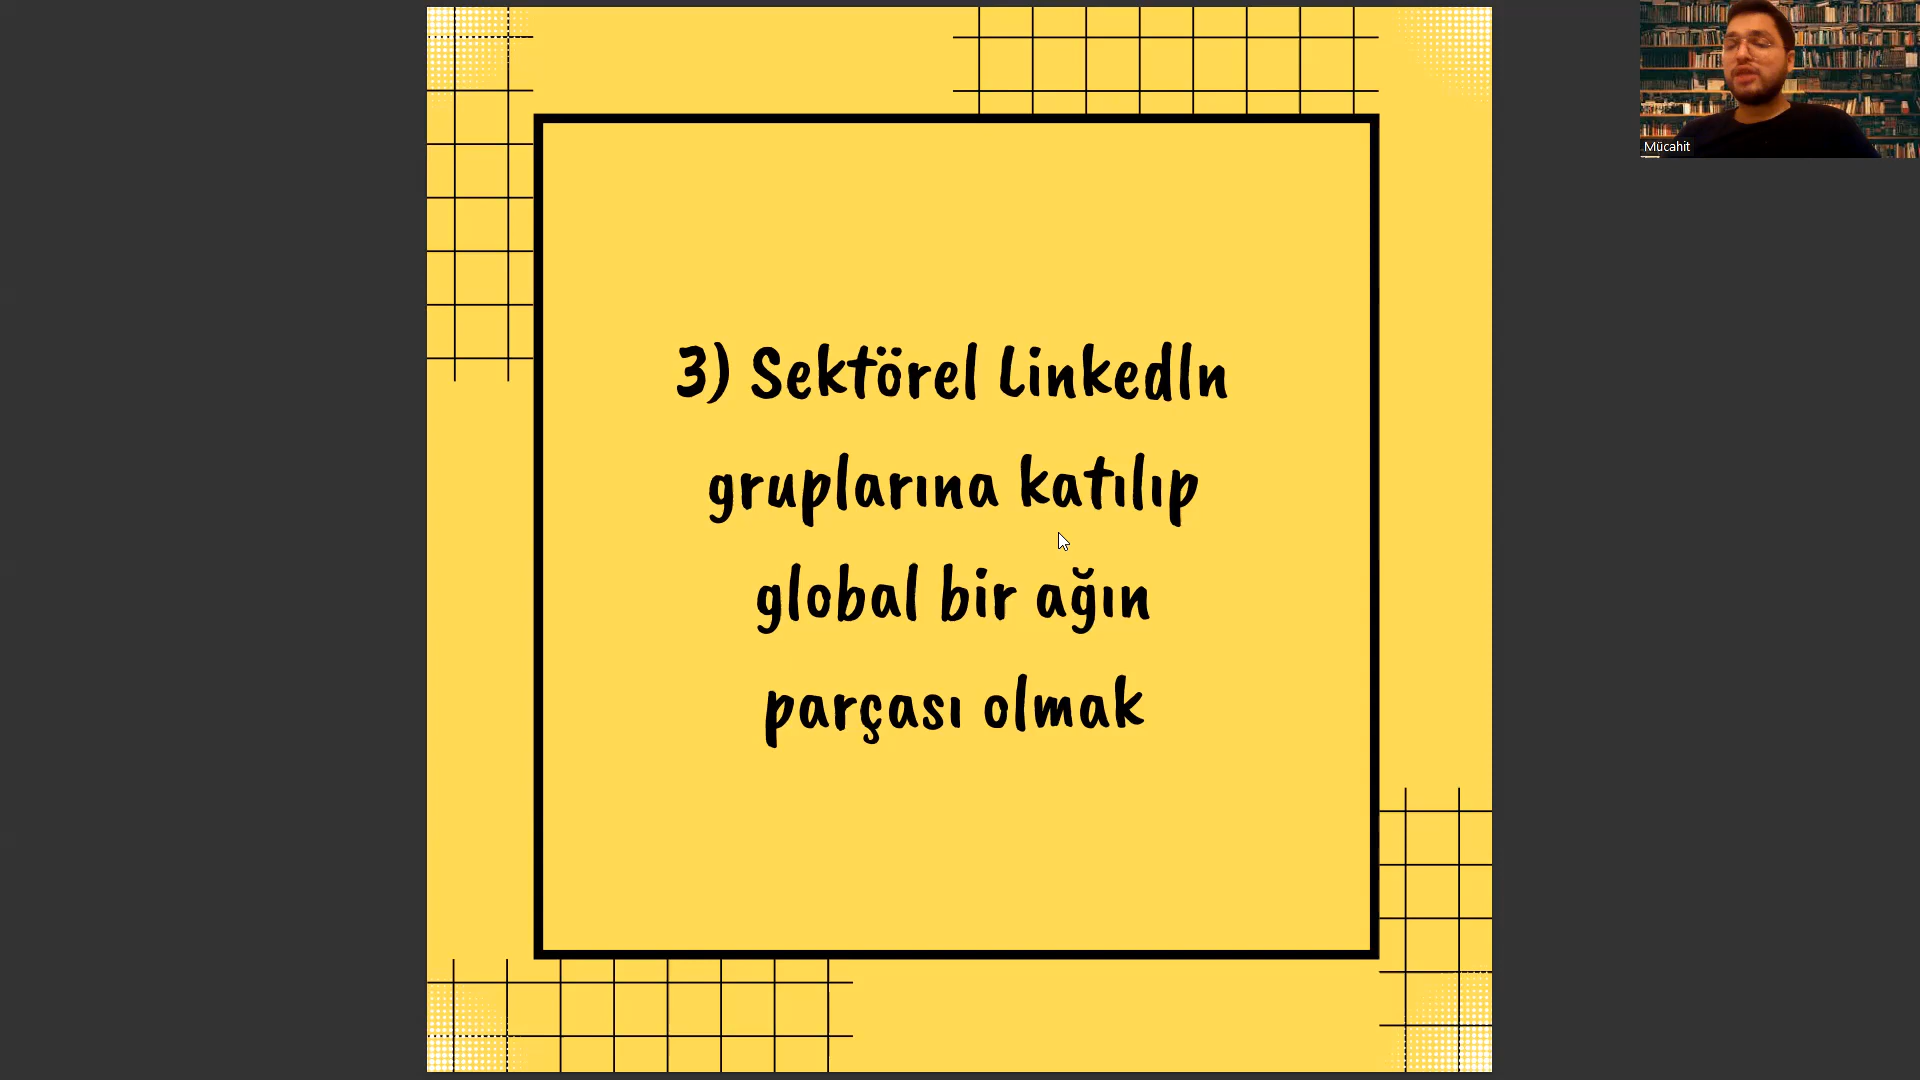 3) Sektörel LinkedIn
gruplarına katılıp
global bir ağın
parçası olmak
Mücahit